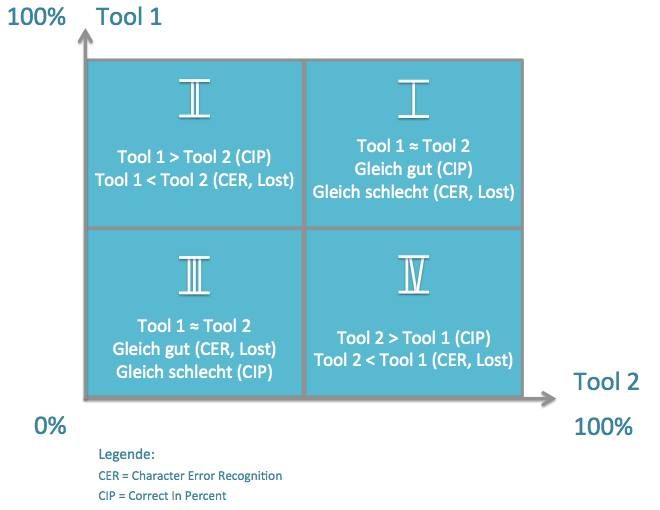 100% Tool 1
II
Tool 1 > Tool 2 (CIP)
Tool 1 < Tool 2 (CER, Lost)
I
Tool 1 ≈ Tool 2
Gleich gut (CIP)
Gleich schlecht (CER, Lost)
III
Tool 1 ≈ Tool 2
Gleich gut (CER, Lost)
Gleich schlecht (CIP)
IV
Tool 2 > Tool 1 (CIP)
Tool 2 < Tool 1 (CER, Lost)
Tool 2
0%
100%
Legende:
CER = Character Error Recognition
CIP = Correct In Percent